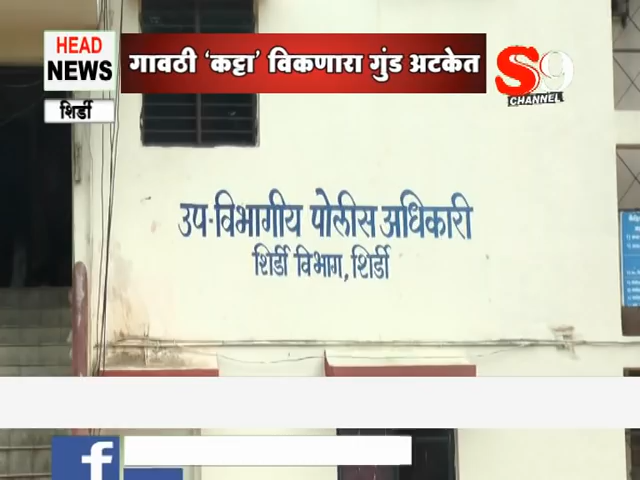 HEAD
NEWS
गावठी ‘कट्टा’ विकणारा गुंड अटकेत
S9
CHANNEL
शिर्डी
उप-विभागीय पोलीस अधिकारी
शिर्डी विभाग, शिर्डी
f